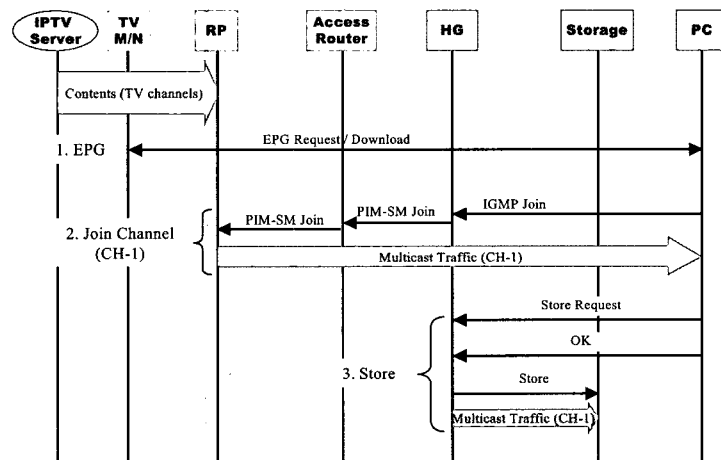 IPTV Server
TV M/N
RP
Access Router
HG
Storage
PC
Contents (TV channels)
1. EPG
EPG Request / Download
IGMP Join
PIM-SM Join
PIM-SM Join
2. Join Channel
(CH-1)
Multicast Traffic (CH-1)
Store Request
OK
3. Store
Store
Multicast Traffic (CH-1)